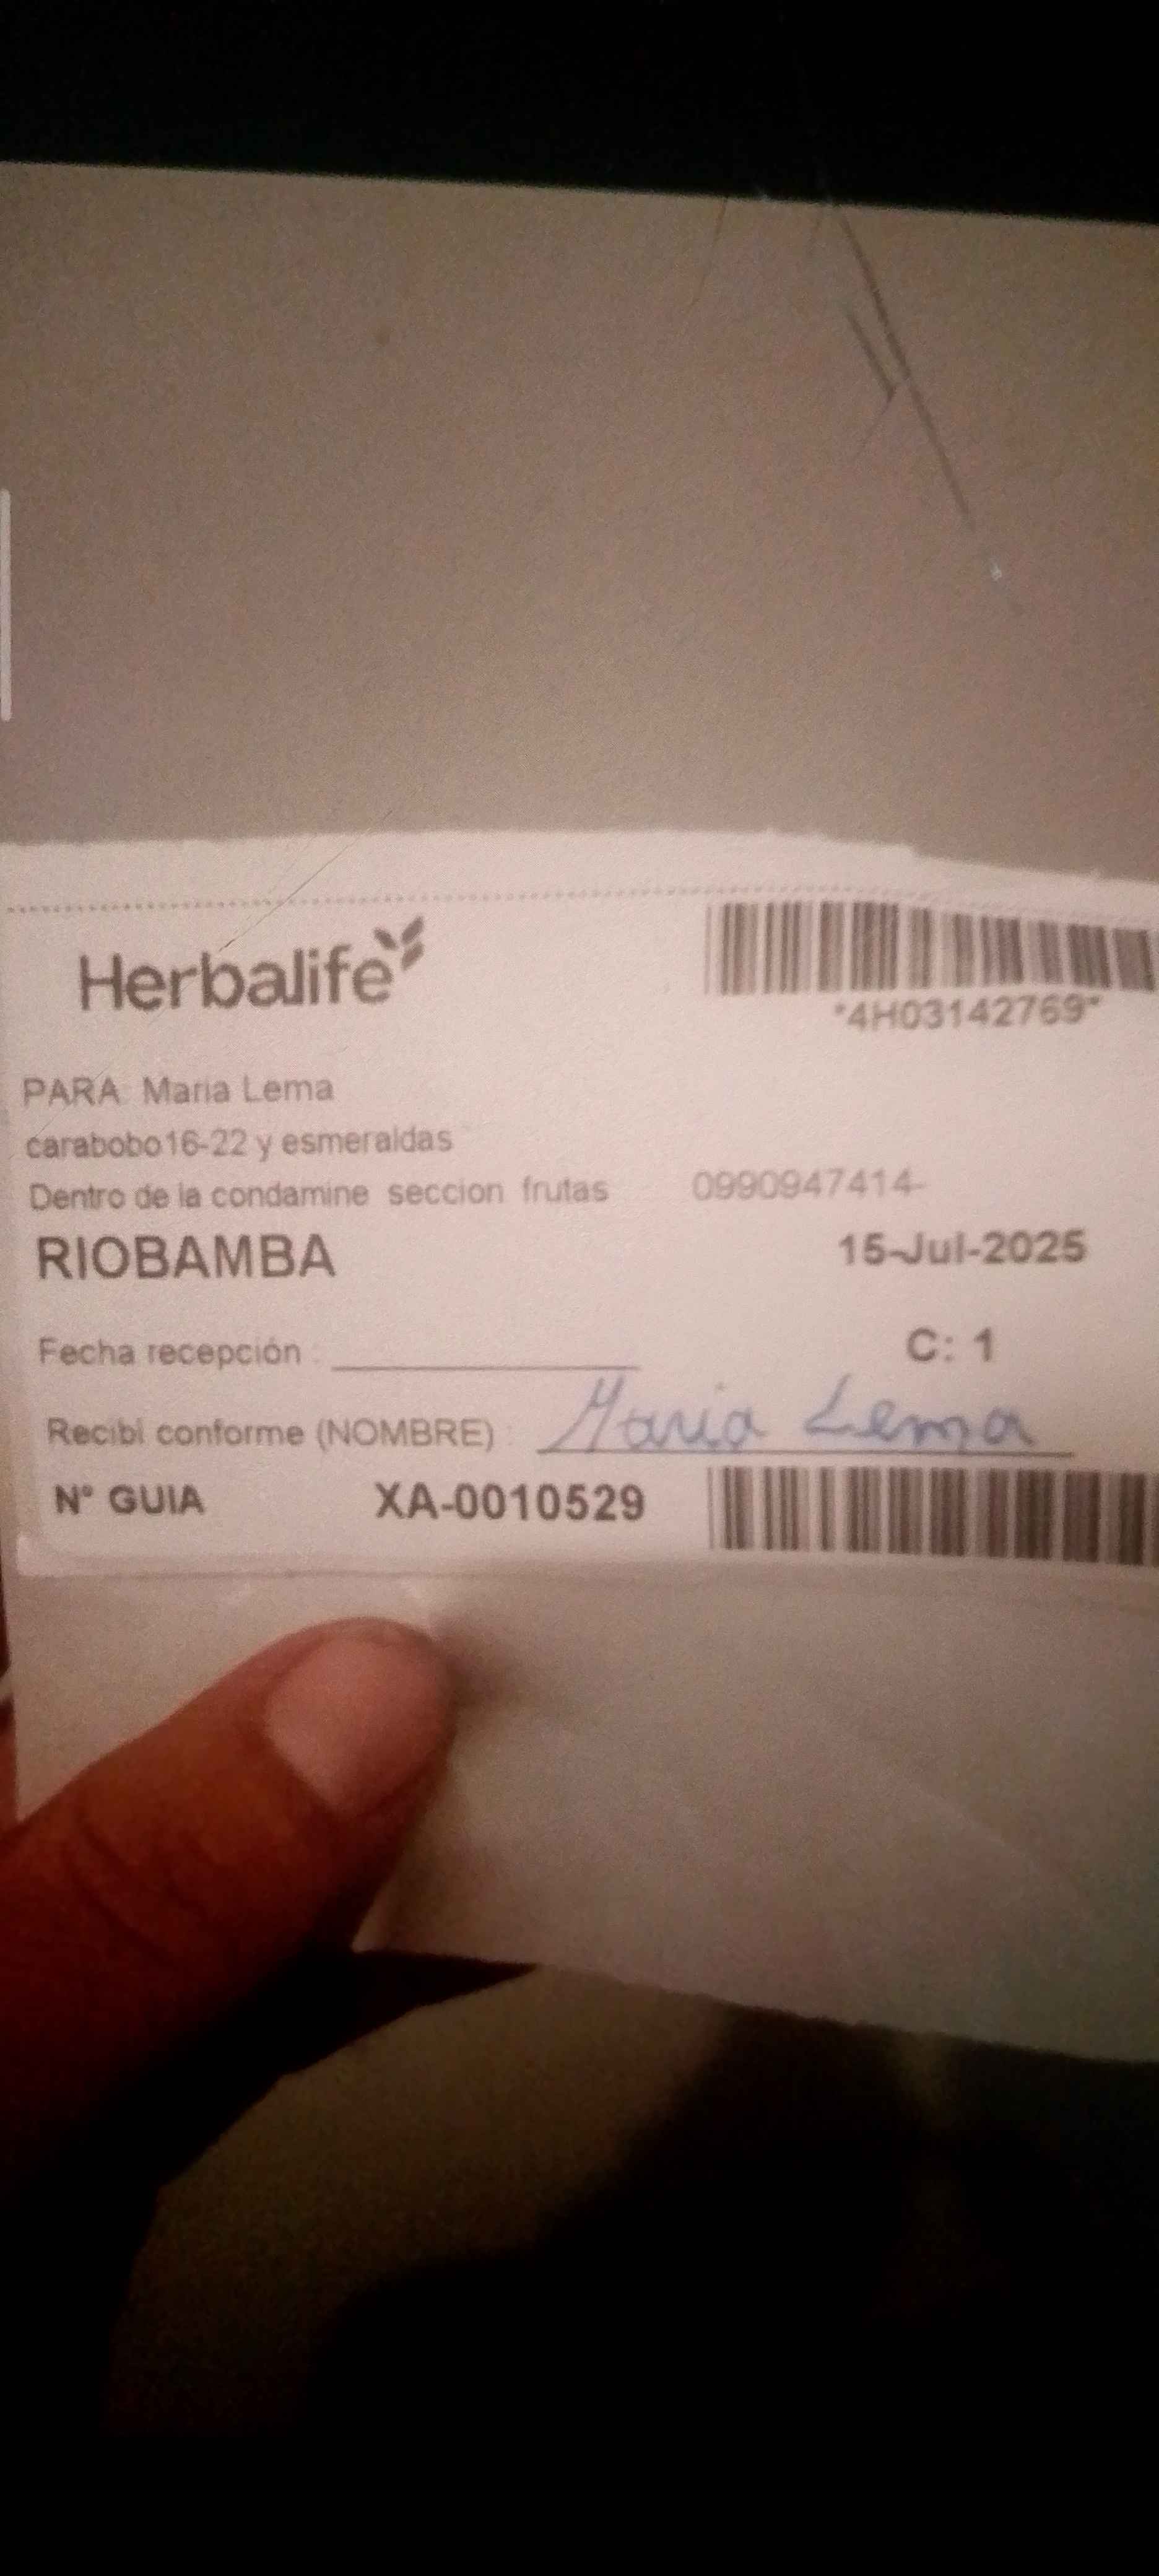 Herbalife
*4H03142769*
PARA: Maria Lema
carabobo16-22 y esmeraldas
Dentro de la condamine seccion frutas 0990947414-
RIOBAMBA 15-Jul-2025
Fecha recepción : C: 1
Recibi conforme (NOMBRE) : Maria Lema
N° GUIA XA-0010529